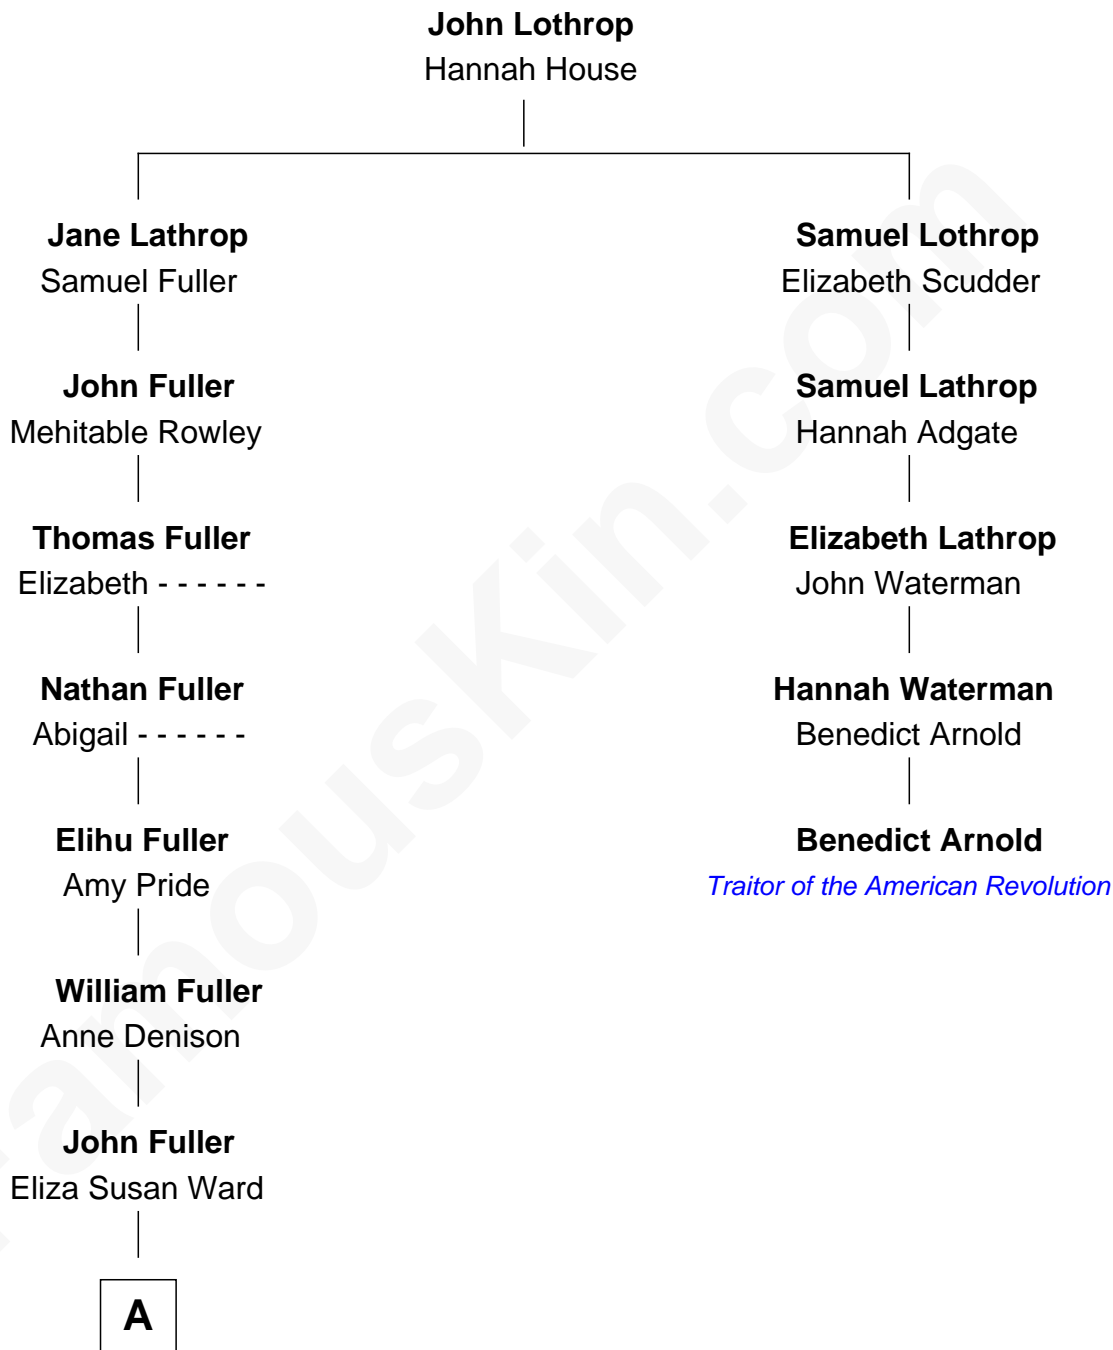 John Lothrop
Hannah House
Jane Lathrop
Samuel Fuller
Samuel Lothrop
Elizabeth Scudder
John Fuller
Mehitable Rowley
Samuel Lathrop
Hannah Adgate
Thomas Fuller
Elizabeth - - - - - -
Elizabeth Lathrop
John Waterman
Nathan Fuller
Abigail - - - - - -
Hannah Waterman
Benedict Arnold
Elihu Fuller
Amy Pride
Benedict Arnold
Traitor of the American Revolution
William Fuller
Anne Denison
John Fuller
Eliza Susan Ward
A
FamousKin.com